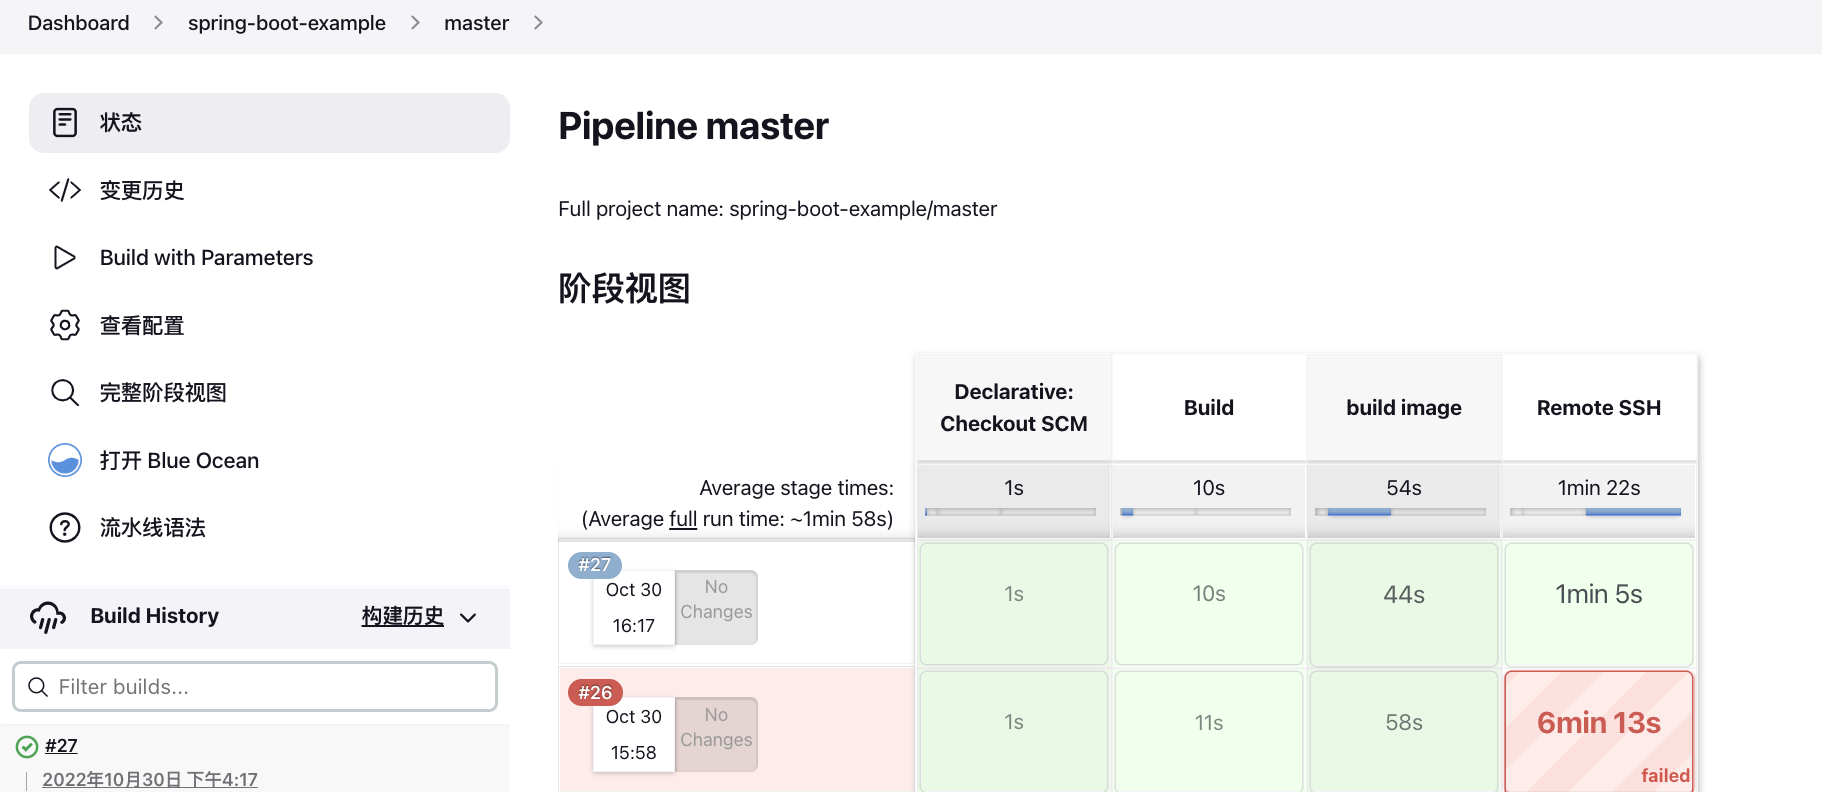 Dashboard
spring-boot-example
master
状态
变更历史
Build with Parameters
查看配置
完整阶段视图
打开 Blue Ocean
流水线语法
Build History
构建历史
Filter builds...
#27
2022年10月30日 下午4:17
Pipeline master
Full project name: spring-boot-example/master
阶段视图
Declarative:
Checkout SCM
Build
build image
Remote SSH
Average stage times:
(Average full run time: ~1min 58s)
1s
10s
54s
1min 22s
#27
Oct 30
16:17
No
Changes
1s
10s
44s
1min 5s
#26
Oct 30
15:58
No
Changes
1s
11s
58s
6min 13s
failed